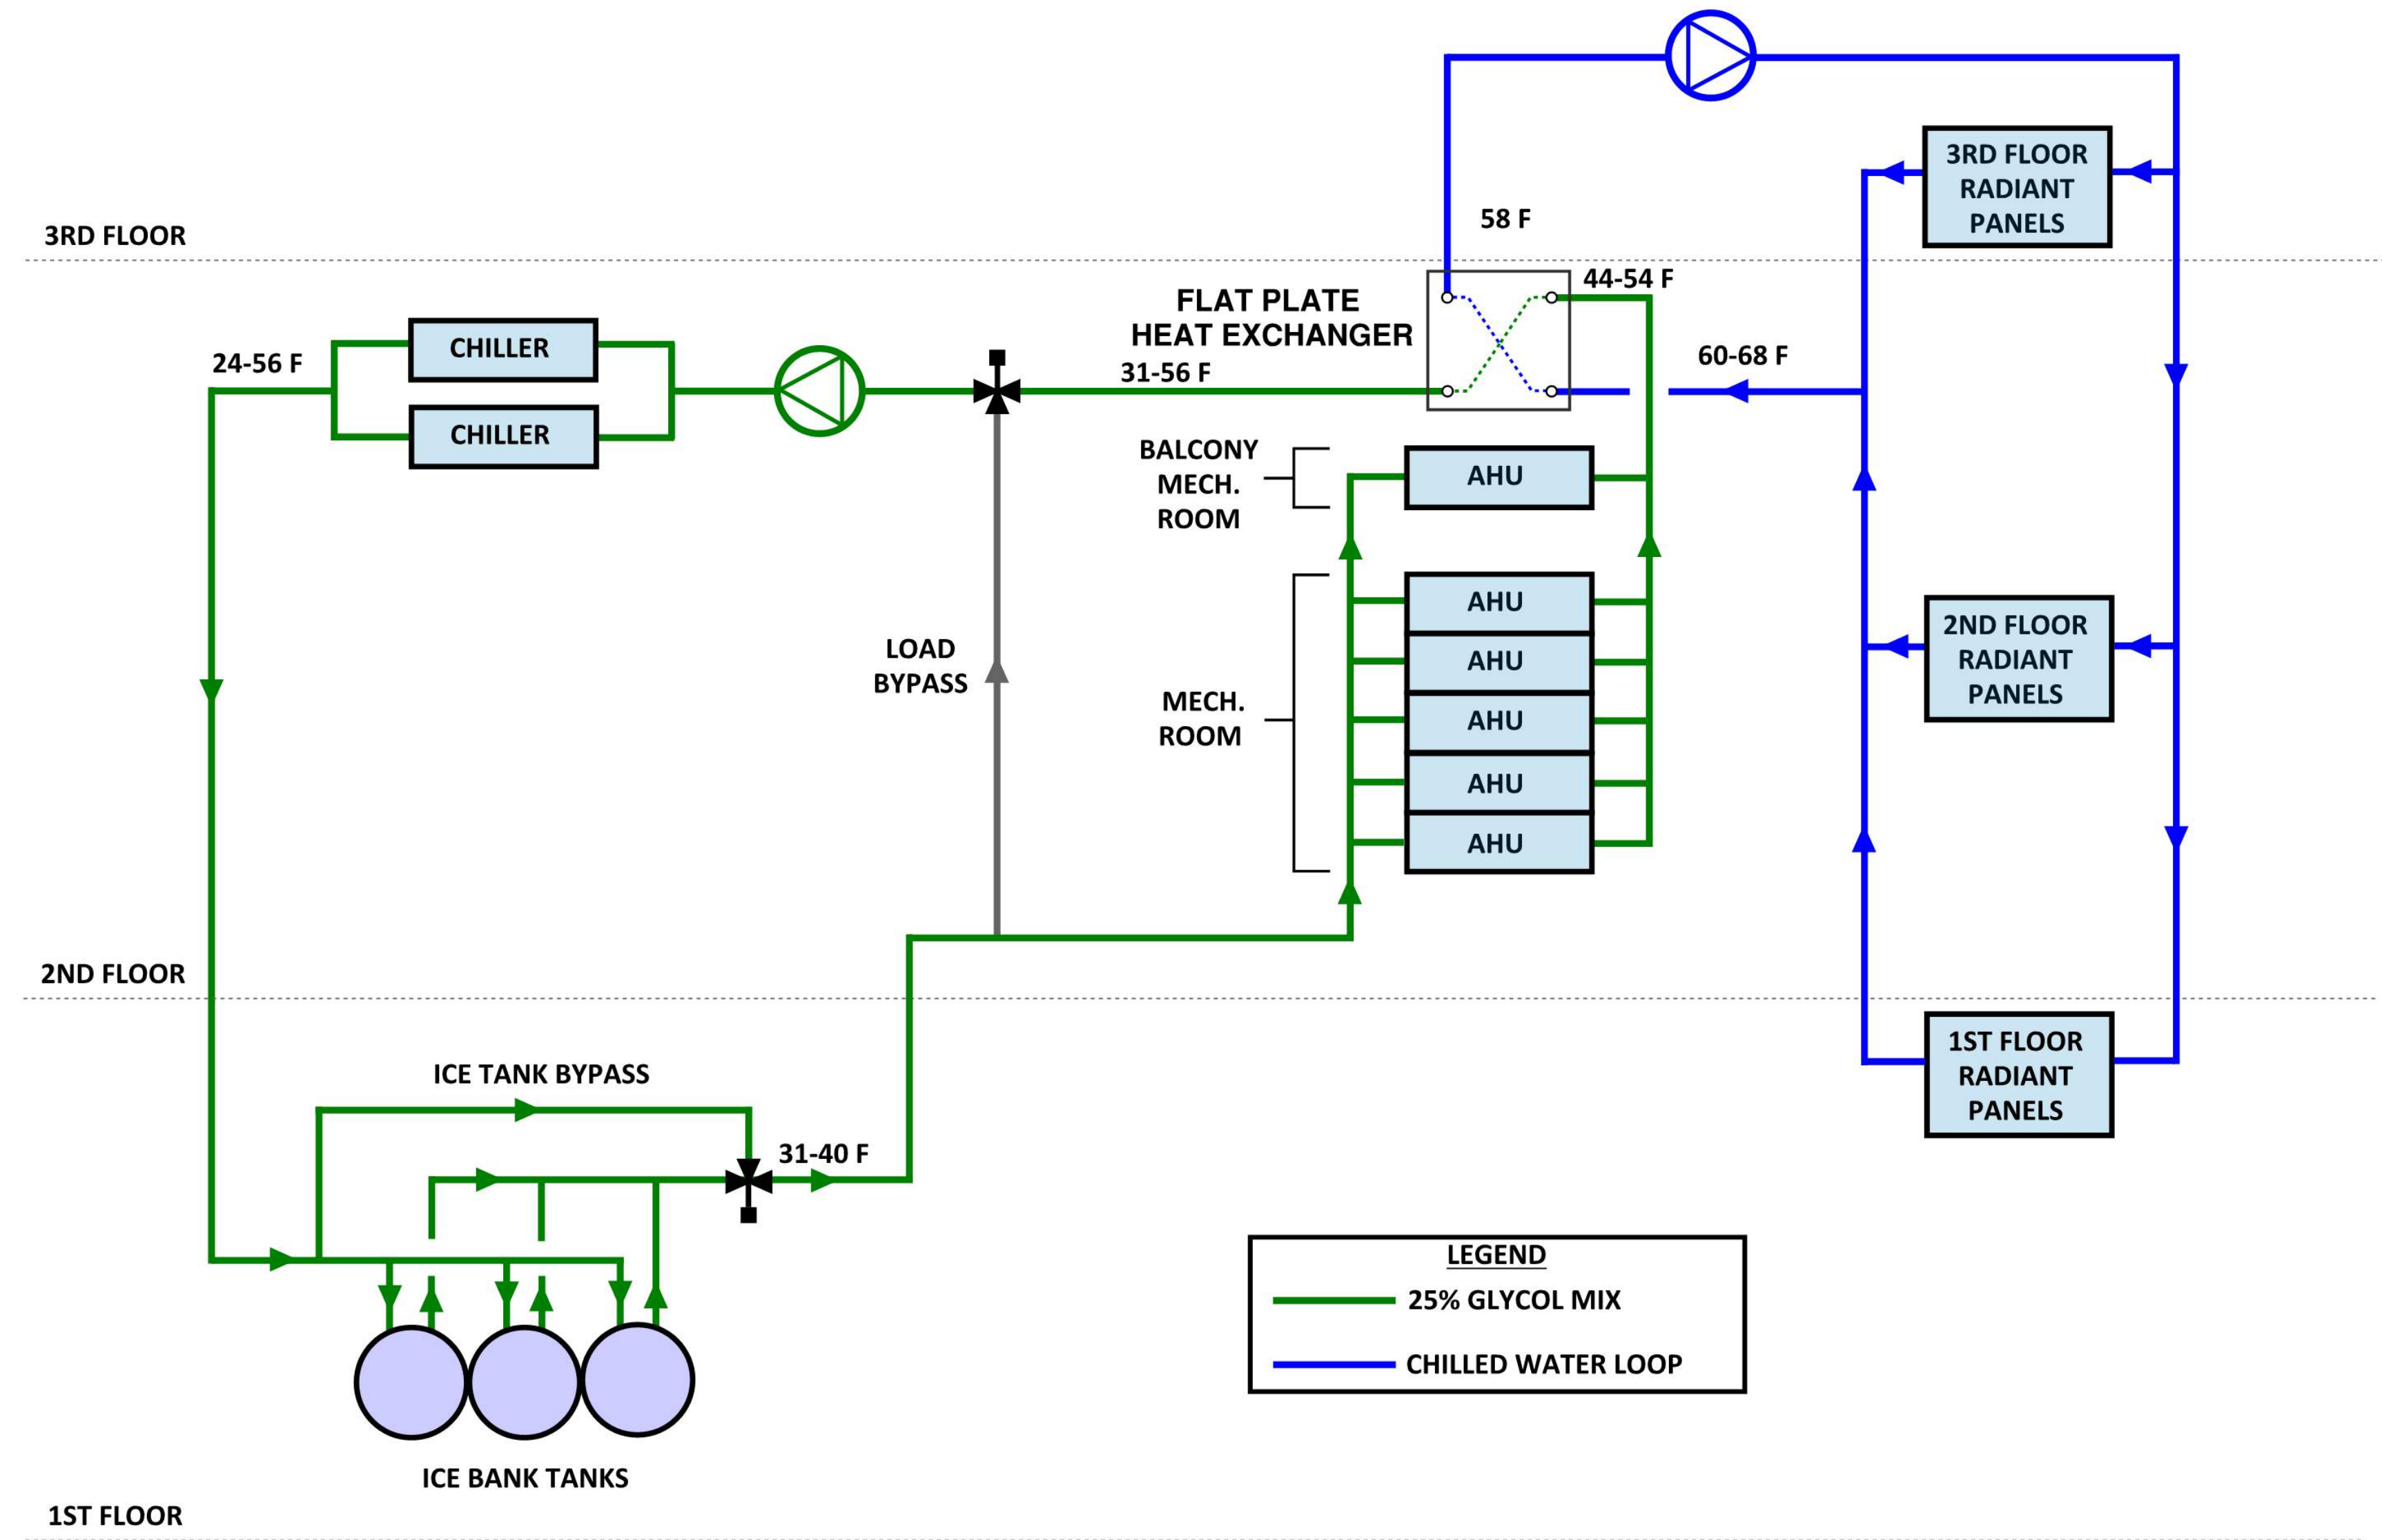 58 F
3RD FLOOR
RADIANT
PANELS
3RD FLOOR
44-54 F
FLAT PLATE
HEAT EXCHANGER
31-56 F
24-56 F
CHILLER
CHILLER
60-68 F
BALCONY
MECH.
ROOM
AHU
AHU
AHU
AHU
AHU
AHU
MECH.
ROOM
LOAD
BYPASS
2ND FLOOR
RADIANT
PANELS
2ND FLOOR
1ST FLOOR
RADIANT
PANELS
ICE TANK BYPASS
31-40 F
LEGEND
25% GLYCOL MIX
CHILLED WATER LOOP
ICE BANK TANKS
1ST FLOOR